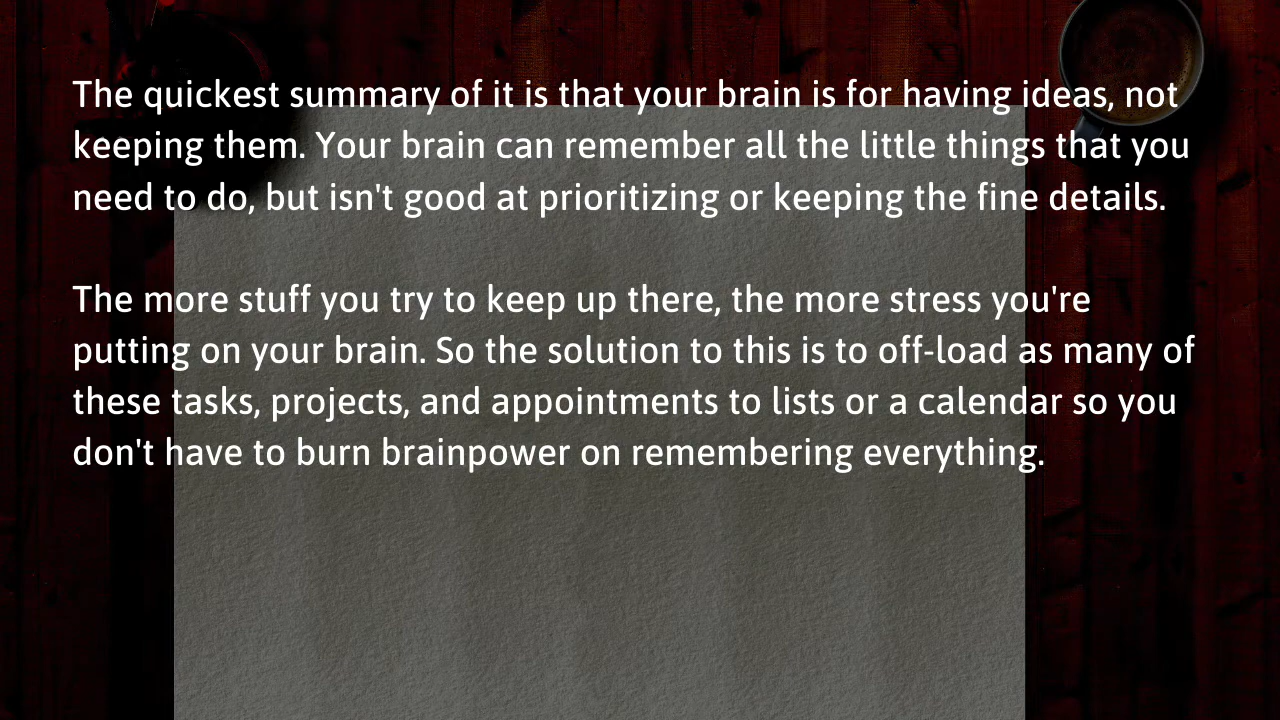 The quickest summary of it is that your brain is for having ideas, not
keeping them. Your brain can remember all the little things that you
need to do, but isn't good at prioritizing or keeping the fine details.
The more stuff you try to keep up there, the more stress you're
putting on your brain. So the solution to this is to off-load as many of
these tasks, projects, and appointments to lists or a calendar so you
don't have to burn brainpower on remembering everything.